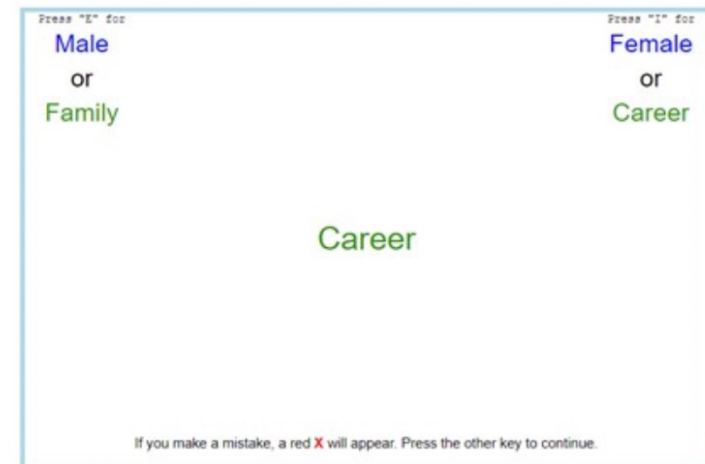 Press "E" for
Male
or
Family
Press "I" for
Female
or
Career
Career
If you make a mistake, a red X will appear. Press the other key to continue.